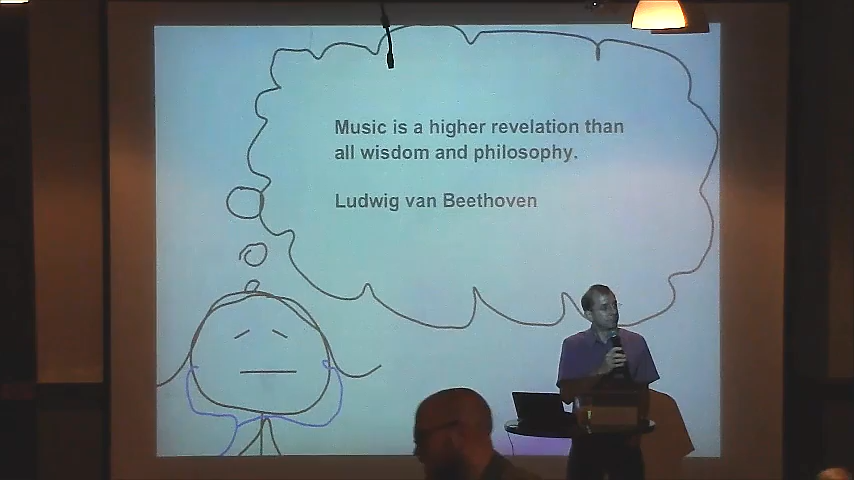 Music is a higher revelation than
all wisdom and philosophy.
Ludwig van Beethoven